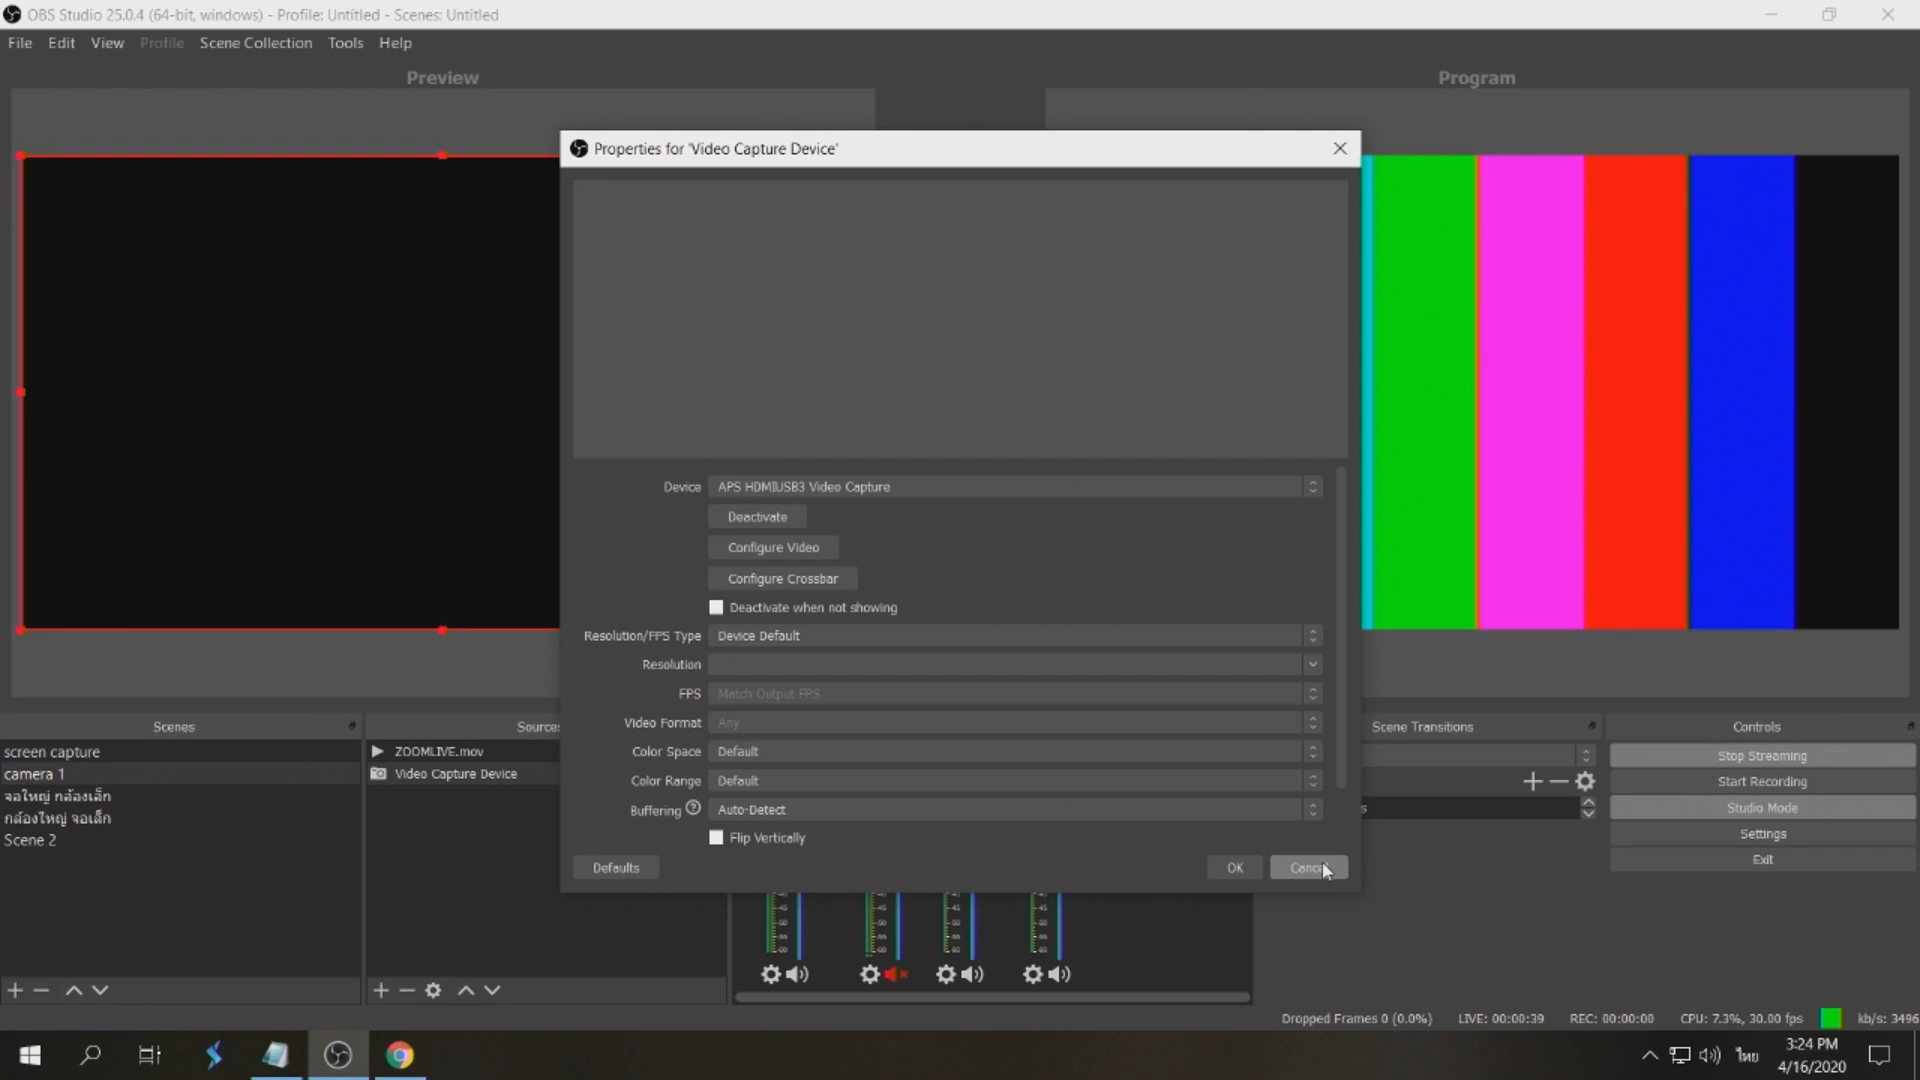 OBS Studio 25.0.4 (64-bit, windows) - Profile: Untitled - Scenes: Untitled
File Edit View Profile Scene Collection Tools Help
Preview
Program
Properties for 'Video Capture Device'
Device APS HDMIUSB3 Video Capture
Deactivate
Configure Video
Configure Crossbar
Deactivate when not showing
Resolution/FPS Type Device Default
Resolution
FPS Match Output FPS
Video Format Any
Color Space Default
Color Range Default
Buffering ? Auto-Detect
Flip Vertically
Defaults OK
Scenes
screen capture
camera 1
จอใหญ่ กล้องเล็ก
กล้องใหญ่ จอเล็ก
Scene 2
ZOOMLIVE.mov
Video Capture Device
Scene Transitions
Controls
Stop Streaming
Start Recording
Studio Mode
Settings
Exit
Dropped Frames 0 (0.0%) LIVE: 00:00:39 REC: 00:00:00 CPU: 7.3%, 30.00 fps kb/s: 3496
ไทย
3:24 PM
4/16/2020